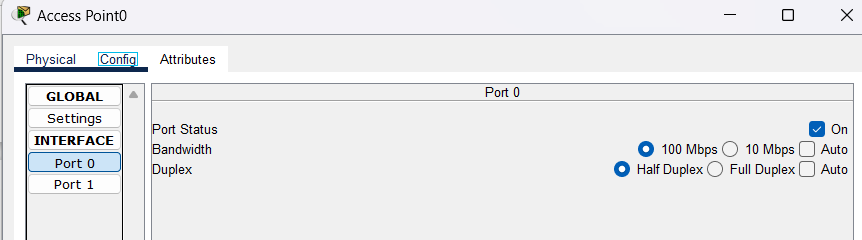 Access Point0
Physical Config Attributes
GLOBAL
Settings
INTERFACE
Port 0
Port 1
Port 0
Port Status On
Bandwidth 100 Mbps 10 Mbps Auto
Duplex Half Duplex Full Duplex Auto